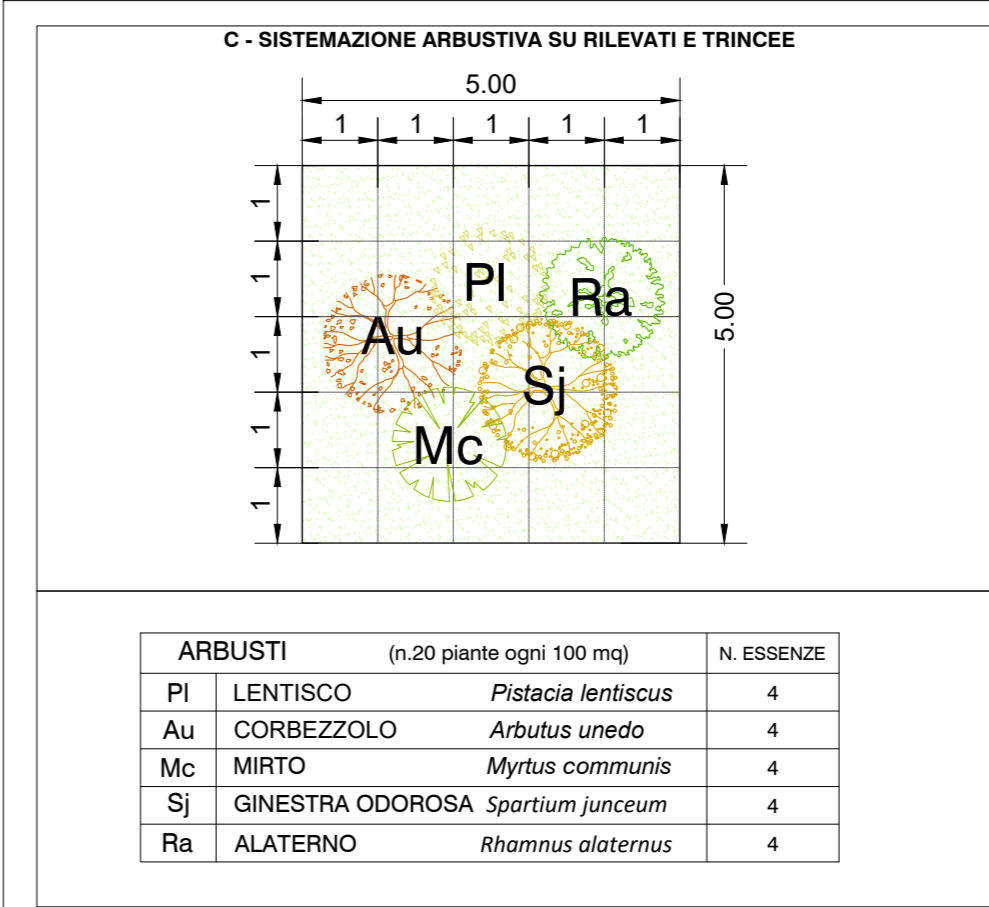 C - SISTEMAZIONE ARBUSTIVA SU RILEVATI E TRINCEE
5.00
1 1 1 1 1
1
1
1
1
1
5.00
Pl
Ra
Au
Sj
Mc
ARBUSTI (n.20 piante ogni 100 mq) N. ESSENZE
Pl LENTISCO Pistacia lentiscus 4
Au CORBEZZOLO Arbutus unedo 4
Mc MIRTO Myrtus communis 4
Sj GINESTRA ODOROSA Spartium junceum 4
Ra ALATERNO Rhamnus alaternus 4